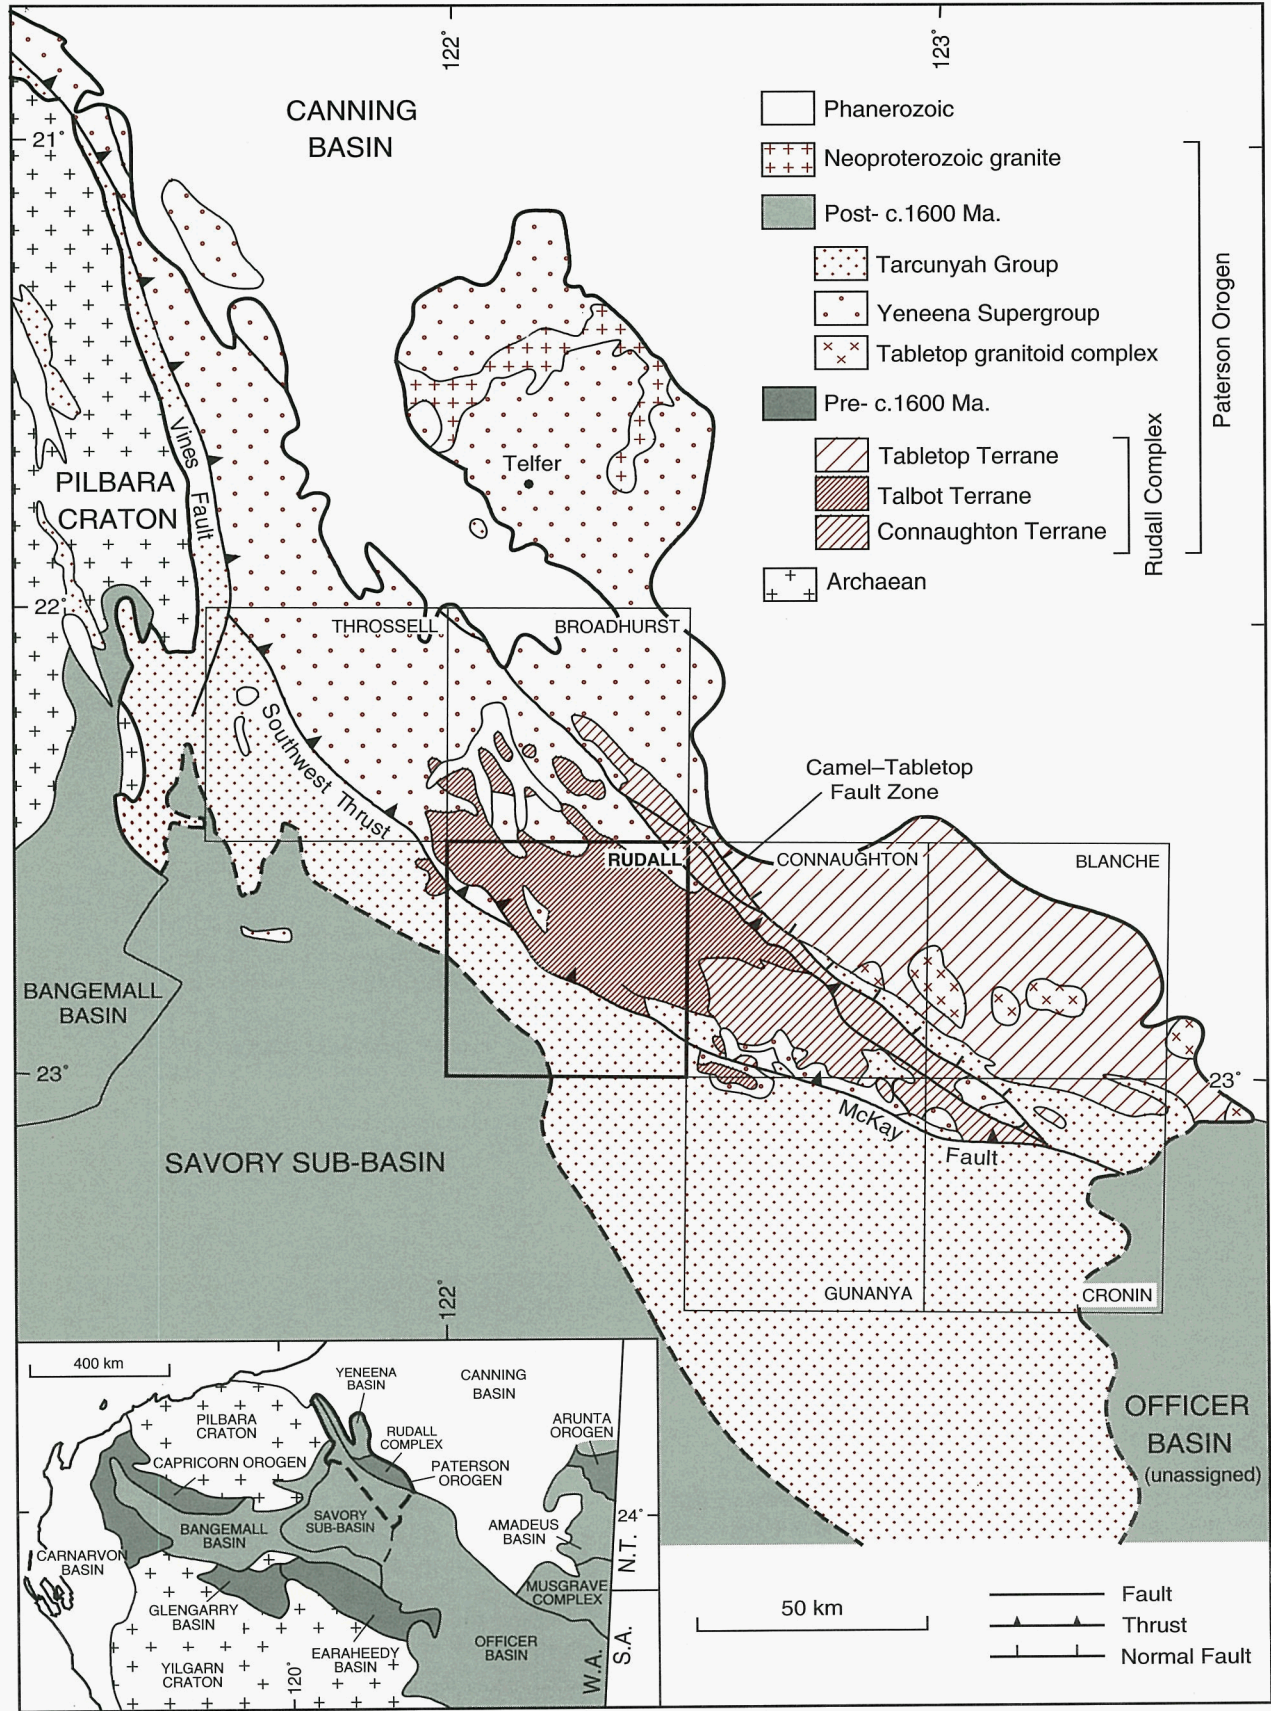 122°
123°
CANNING
BASIN
21°
Phanerozoic
Neoproterozoic granite
Post- c.1600 Ma.
Tarcunyah Group
Yeneena Supergroup
Tabletop granitoid complex
Pre- c.1600 Ma.
Tabletop Terrane
Talbot Terrane
Connaughton Terrane
Archaean
Rudall Complex
Paterson Orogen
Vines Fault
Telfer
PILBARA
CRATON
22°
THROSSELL
BROADHURST
Southwest Thrust
Camel–Tabletop
Fault Zone
RUDALL
CONNAUGHTON
BLANCHE
BANGEMALL
BASIN
23°
23°
McKay
Fault
SAVORY SUB-BASIN
122°
GUNANYA
CRONIN
OFFICER
BASIN
(unassigned)
400 km
YENEENA
BASIN
CANNING
BASIN
PILBARA
CRATON
RUDALL
COMPLEX
ARUNTA
OROGEN
CAPRICORN OROGEN
PATERSON
OROGEN
SAVORY
SUB-BASIN
BANGEMALL
BASIN
AMADEUS
BASIN
24°
N.T.
CARNARVON
BASIN
MUSGRAVE
COMPLEX
GLENGARRY
BASIN
EARAHEEDY
BASIN
OFFICER
BASIN
YILGARN
CRATON
120°
W.A.
S.A.
50 km
Fault
Thrust
Normal Fault